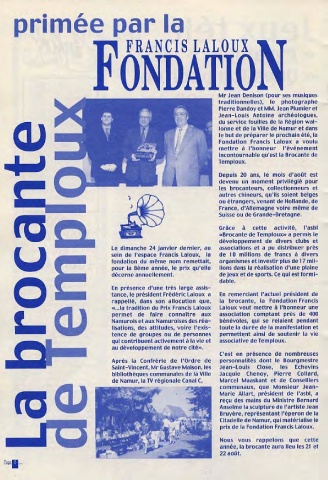 primée par la
FRANCIS LALOUX
FONDATION
La brocante
de Temploux
Le dimanche 24 janvier dernier, au
sein de l'espace Francis Laloux, la
fondation du même nom remettait,
pour la 8ème année, le prix qu'elle
décerne annuellement.
En présence d'une très large assis-
tance, le président Frédéric Laloux a
rappelé, dans son allocution que,
«...le tradition du Prix Francis Laloux
permet de faire connaître aux
Namurois et aux Namuroises des réa-
lisations, des attitudes, voire l'exis-
tence de groupes ou de personnes
qui contribuent activement à la vie et
au développement de notre cité».
Après la Confrérie de l'Ordre de
Saint-Vincent, Mr Gustave Maison, les
bibliothèques communales de la Ville
de Namur, la TV régionale Canal C,
Mr Jean Denison (pour ses musiques
traditionnelles), le photographe
Pierre Dandoy et MM. Jean Plumier et
Jean-Louis Antoine archéologues,
du service fouilles de la Région wal-
lonne et de la Ville de Namur et dans
le but de préparer le prochain été, la
Fondation Francis Laloux a voulu
mettre à l'honneur l'événement
incontournable qu'est la Brocante de
Temploux.
Depuis 20 ans, le mois d'août est
devenu un moment privilégié pour
les brocanteurs, collectionneurs et
autres chineurs, qu'ils soient belges
ou étrangers, venant de Hollande, de
France, d'Allemagne voire même de
Suisse ou de Grande-Bretagne.
Grâce à cette activité, l'asbl
«Brocante de Temploux» a permis le
développement de divers clubs et
associations et a pu distribuer près
de 10 millions de francs à divers
organismes et investir plus de 17 mil-
lions dans la réalisation d'une plaine
de jeux et de sports. Ce qui est formi-
dable.
En remerciant l'actuel président de
la brocante, la Fondation Francis
Laloux veut mettre à l'honneur une
association comptant près de 400
bénévoles, qui se relaient pendant
toute la durée de la manifestation et
permettent ainsi de soutenir la vie
associative de Temploux.
C'est en présence de nombreuses
personnalités dont le Bourgmestre
Jean-Louis Close, les Echevins
Jacquie Chenoy, Pierre Collard,
Marcel Maaskant et de Conseillers
communaux, que Monsieur Jean-
Marie Allart, président de l'asbl, a
reçu des mains du Ministre Bernard
Anselme la sculpture de l'artiste Jean
Bruyère, représentant l'éperon de la
Citadelle de Namur, qui matérialise le
prix de la Fondation Francis Laloux.
Nous vous rappelons que cette
année, la brocante aura lieu les 21 et
22 août.
Page